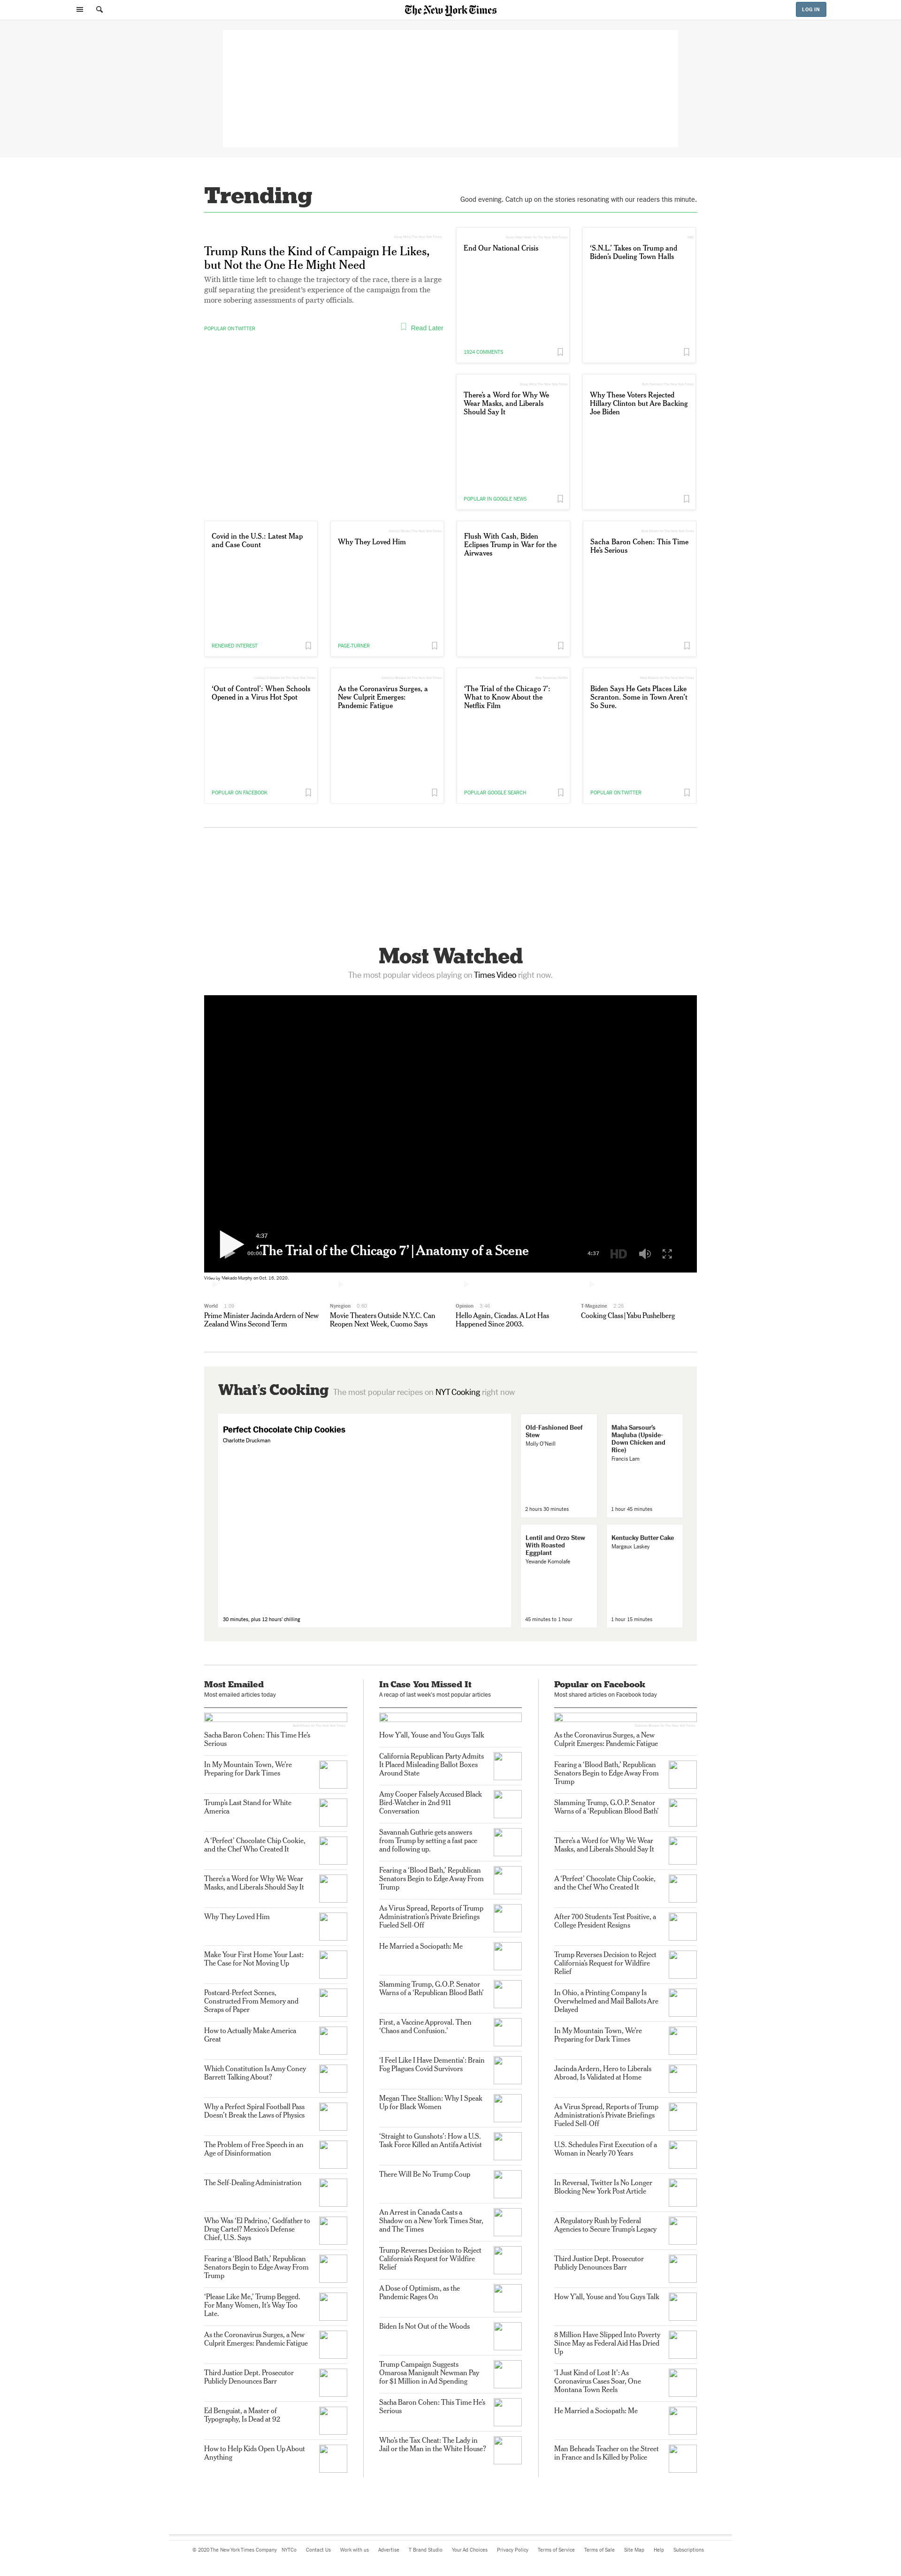 The New York Times
LOG IN
Trending
Good evening. Catch up on the stories resonating with our readers this minute.
Trump Runs the Kind of Campaign He Likes,
but Not the One He Might Need
With little time left to change the trajectory of the race, there is a large
gulf separating the president's experience of the campaign from the
more sobering assessments of party officials.
POPULAR ON TWITTER
Read Later
End Our National Crisis
1924 COMMENTS
‘S.N.L.’ Takes on Trump and
Biden’s Dueling Town Halls
There’s a Word for Why We
Wear Masks, and Liberals
Should Say It
POPULAR IN GOOGLE NEWS
Why These Voters Rejected
Hillary Clinton but Are Backing
Joe Biden
Covid in the U.S.: Latest Map
and Case Count
RENEWED INTEREST
Why They Loved Him
PAGE-TURNER
Flush With Cash, Biden
Eclipses Trump in War for the
Airwaves
Sacha Baron Cohen: This Time
He’s Serious
‘Out of Control’: When Schools
Opened in a Virus Hot Spot
POPULAR ON FACEBOOK
As the Coronavirus Surges, a
New Culprit Emerges:
Pandemic Fatigue
‘The Trial of the Chicago 7’:
What to Know About the
Netflix Film
POPULAR GOOGLE SEARCH
Biden Says He Gets Places Like
Scranton. Some in Town Aren’t
So Sure.
POPULAR ON TWITTER
Most Watched
The most popular videos playing on Times Video right now.
4:37
00:00
‘The Trial of the Chicago 7’ | Anatomy of a Scene
4:37
HD
Video by Mekado Murphy on Oct. 16, 2020.
World
Prime Minister Jacinda Ardern of New
Zealand Wins Second Term
Nyregion
Movie Theaters Outside N.Y.C. Can
Reopen Next Week, Cuomo Says
Opinion
Hello Again, Cicadas. A Lot Has
Happened Since 2003.
T-Magazine
Cooking Class | Yabu Pushelberg
What’s Cooking The most popular recipes on NYT Cooking right now
Perfect Chocolate Chip Cookies
Charlotte Druckman
30 minutes, plus 12 hours' chilling
Old-Fashioned Beef
Stew
Molly O'Neill
2 hours 30 minutes
Maha Sarsour’s
Maqluba (Upside-
Down Chicken and
Rice)
Francis Lam
1 hour 45 minutes
Lentil and Orzo Stew
With Roasted
Eggplant
Yewande Komolafe
45 minutes to 1 hour
Kentucky Butter Cake
Margaux Laskey
1 hour 15 minutes
Most Emailed
Most emailed articles today
Sacha Baron Cohen: This Time He’s
Serious
In My Mountain Town, We’re
Preparing for Dark Times
Trump’s Last Stand for White
America
A ‘Perfect’ Chocolate Chip Cookie,
and the Chef Who Created It
There’s a Word for Why We Wear
Masks, and Liberals Should Say It
Why They Loved Him
Make Your First Home Your Last:
The Case for Not Moving Up
Postcard-Perfect Scenes,
Constructed From Memory and
Scraps of Paper
How to Actually Make America
Great
Which Constitution Is Amy Coney
Barrett Talking About?
Why a Perfect Spiral Football Pass
Doesn’t Break the Laws of Physics
The Problem of Free Speech in an
Age of Disinformation
The Self-Dealing Administration
Who Was ‘El Padrino,’ Godfather to
Drug Cartel? Mexico’s Defense
Chief, U.S. Says
Fearing a ‘Blood Bath,’ Republican
Senators Begin to Edge Away From
Trump
‘Please Like Me,’ Trump Begged.
For Many Women, It’s Way Too
Late.
As the Coronavirus Surges, a New
Culprit Emerges: Pandemic Fatigue
Third Justice Dept. Prosecutor
Publicly Denounces Barr
Ed Benguiat, a Master of
Typography, Is Dead at 92
How to Help Kids Open Up About
Anything
In Case You Missed It
A recap of last week's most popular articles
How Y’all, Youse and You Guys Talk
California Republican Party Admits
It Placed Misleading Ballot Boxes
Around State
Amy Cooper Falsely Accused Black
Bird-Watcher in 2nd 911
Conversation
Savannah Guthrie gets answers
from Trump by setting a fast pace
and following up.
Fearing a ‘Blood Bath,’ Republican
Senators Begin to Edge Away From
Trump
As Virus Spread, Reports of Trump
Administration’s Private Briefings
Fueled Sell-Off
He Married a Sociopath: Me
Slamming Trump, G.O.P. Senator
Warns of a ‘Republican Blood Bath’
First, a Vaccine Approval. Then
‘Chaos and Confusion.’
‘I Feel Like I Have Dementia’: Brain
Fog Plagues Covid Survivors
Megan Thee Stallion: Why I Speak
Up for Black Women
‘Straight to Gunshots’: How a U.S.
Task Force Killed an Antifa Activist
There Will Be No Trump Coup
An Arrest in Canada Casts a
Shadow on a New York Times Star,
and The Times
Trump Reverses Decision to Reject
California’s Request for Wildfire
Relief
A Dose of Optimism, as the
Pandemic Rages On
Biden Is Not Out of the Woods
Trump Campaign Suggests
Omarosa Manigault Newman Pay
for $1 Million in Ad Spending
Sacha Baron Cohen: This Time He’s
Serious
Who’s the Tax Cheat: The Lady in
Jail or the Man in the White House?
Popular on Facebook
Most shared articles on Facebook today
As the Coronavirus Surges, a New
Culprit Emerges: Pandemic Fatigue
Fearing a ‘Blood Bath,’ Republican
Senators Begin to Edge Away From
Trump
Slamming Trump, G.O.P. Senator
Warns of a ‘Republican Blood Bath’
There’s a Word for Why We Wear
Masks, and Liberals Should Say It
A ‘Perfect’ Chocolate Chip Cookie,
and the Chef Who Created It
After 700 Students Test Positive, a
College President Resigns
Trump Reverses Decision to Reject
California’s Request for Wildfire
Relief
In Ohio, a Printing Company Is
Overwhelmed and Mail Ballots Are
Delayed
In My Mountain Town, We’re
Preparing for Dark Times
Jacinda Ardern, Hero to Liberals
Abroad, Is Validated at Home
As Virus Spread, Reports of Trump
Administration’s Private Briefings
Fueled Sell-Off
U.S. Schedules First Execution of a
Woman in Nearly 70 Years
In Reversal, Twitter Is No Longer
Blocking New York Post Article
A Regulatory Rush by Federal
Agencies to Secure Trump’s Legacy
Third Justice Dept. Prosecutor
Publicly Denounces Barr
How Y’all, Youse and You Guys Talk
8 Million Have Slipped Into Poverty
Since May as Federal Aid Has Dried
Up
‘I Just Kind of Lost It’: As
Coronavirus Cases Soar, One
Montana Town Reels
He Married a Sociopath: Me
Man Beheads Teacher on the Street
in France and Is Killed by Police
© 2020 The New York Times Company NYTCo Contact Us Work with us Advertise T Brand Studio Your Ad Choices Privacy Policy Terms of Service Terms of Sale Site Map Help Subscriptions